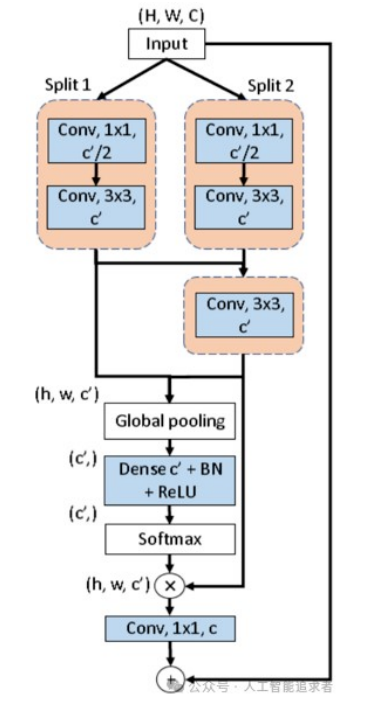 (H, W, C)
Input
Split 1
Split 2
Conv, 1x1,
c'/2
Conv, 1x1,
c'/2
Conv, 3x3,
c'
Conv, 3x3,
c'
Conv, 3x3,
c'
(h, w, c')
Global pooling
(c',)
Dense c' + BN
+ ReLU
(c',)
Softmax
(h, w, c')
×
Conv, 1x1, c
+
公众号 · 人工智能追求者